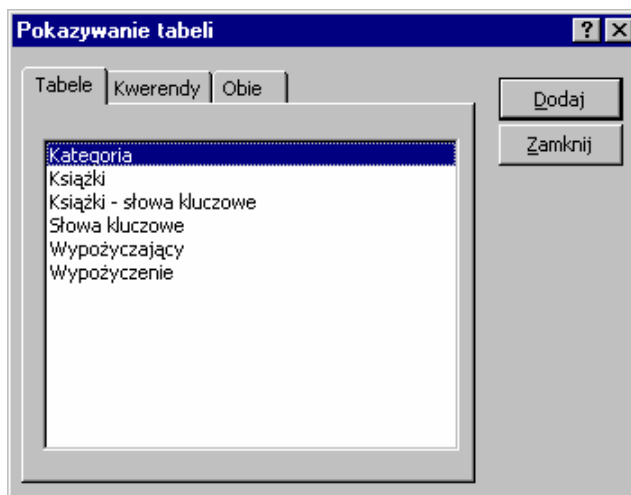 Pokazywanie tabeli
Tabele Kwerendy Obie
Dodaj
Zamknij
Kategoria
Książki
Książki - słowa kluczowe
Słowa kluczowe
Wypożyczający
Wypożyczenie